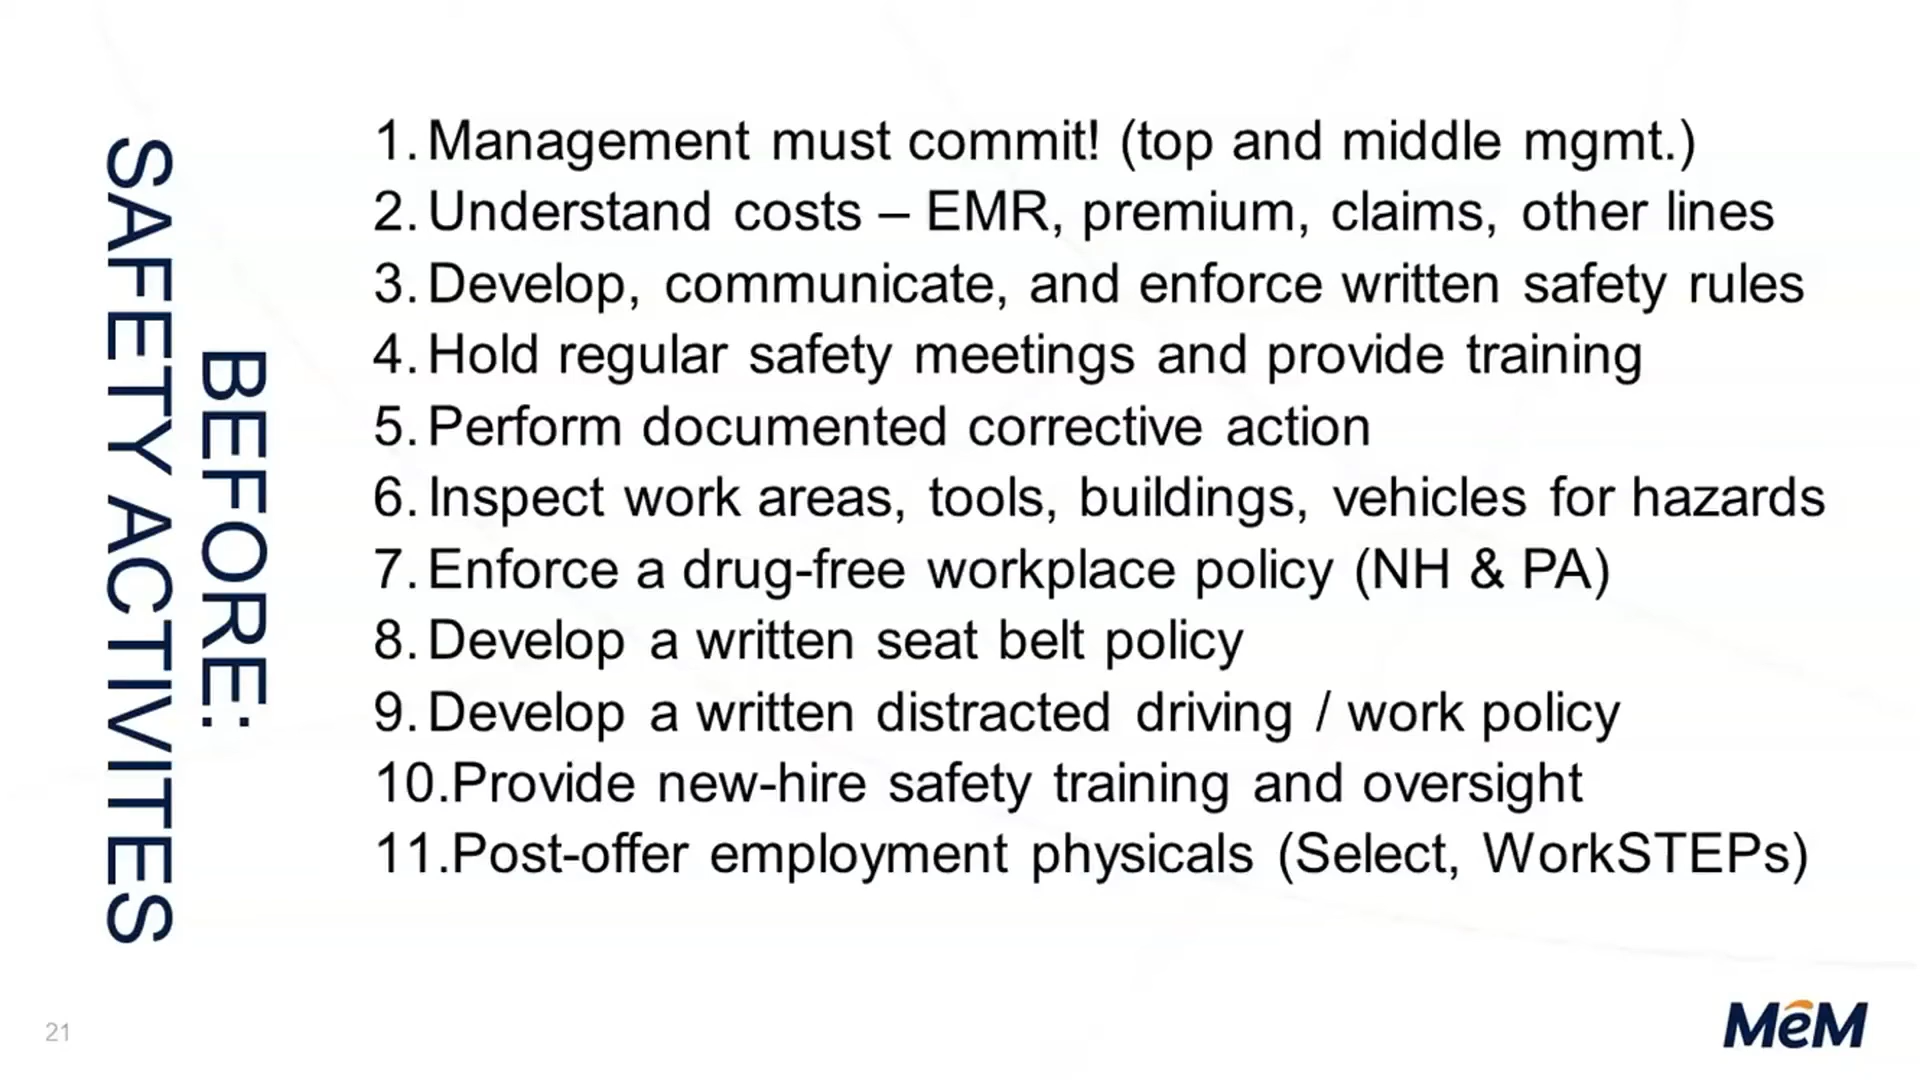 BEFORE:
SAFETY ACTIVITES
1. Management must commit! (top and middle mgmt.)
2. Understand costs – EMR, premium, claims, other lines
3. Develop, communicate, and enforce written safety rules
4. Hold regular safety meetings and provide training
5. Perform documented corrective action
6. Inspect work areas, tools, buildings, vehicles for hazards
7. Enforce a drug-free workplace policy (NH & PA)
8. Develop a written seat belt policy
9. Develop a written distracted driving / work policy
10.Provide new-hire safety training and oversight
11.Post-offer employment physicals (Select, WorkSTEPs)
21
MeM